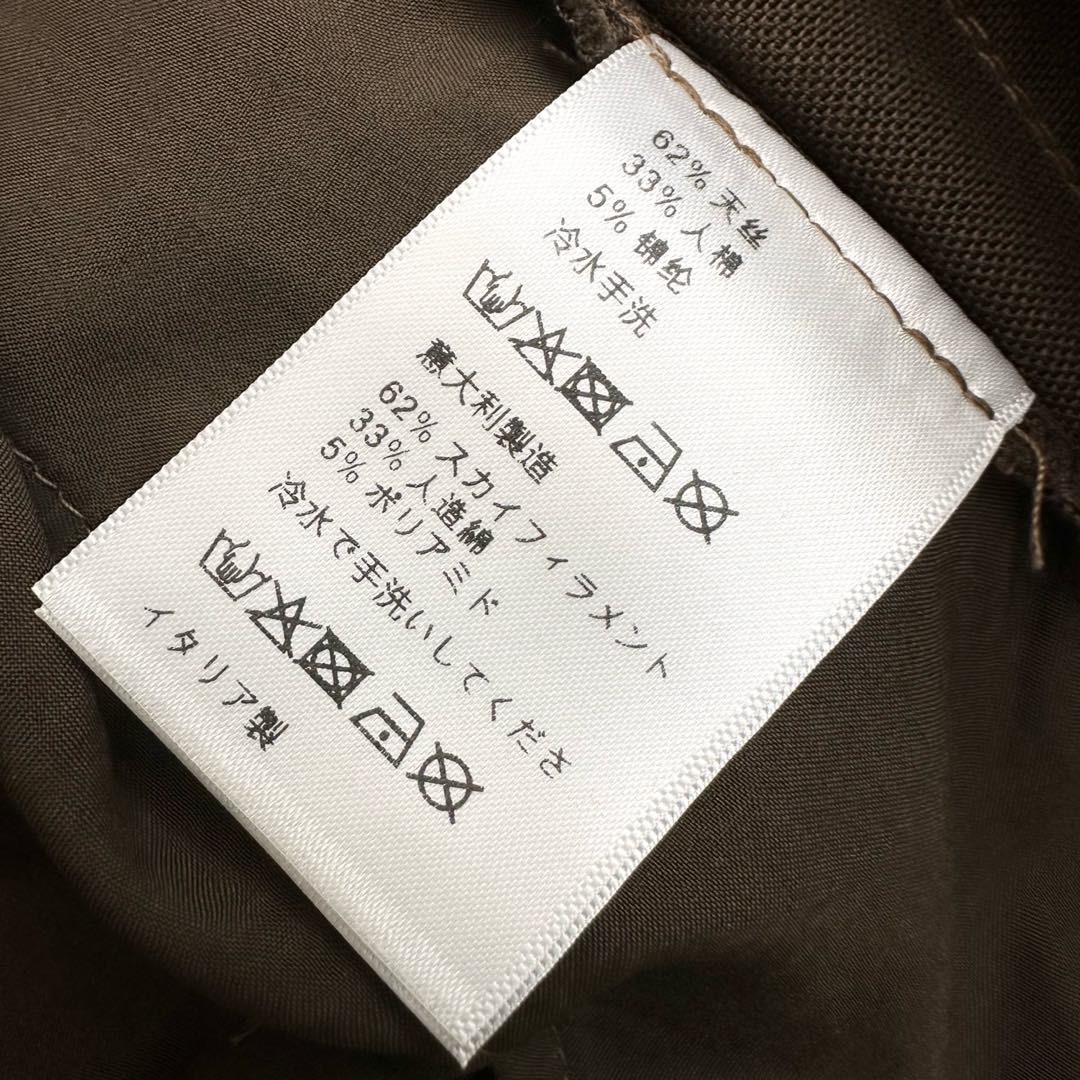 62% 天丝
33% 人棉
5% 锦纶
冷水手洗
意大利製造
62% スカイフィラメント
33% 人造綿
5% ポリアミド
冷水で手洗いしてくださ
イタリア製